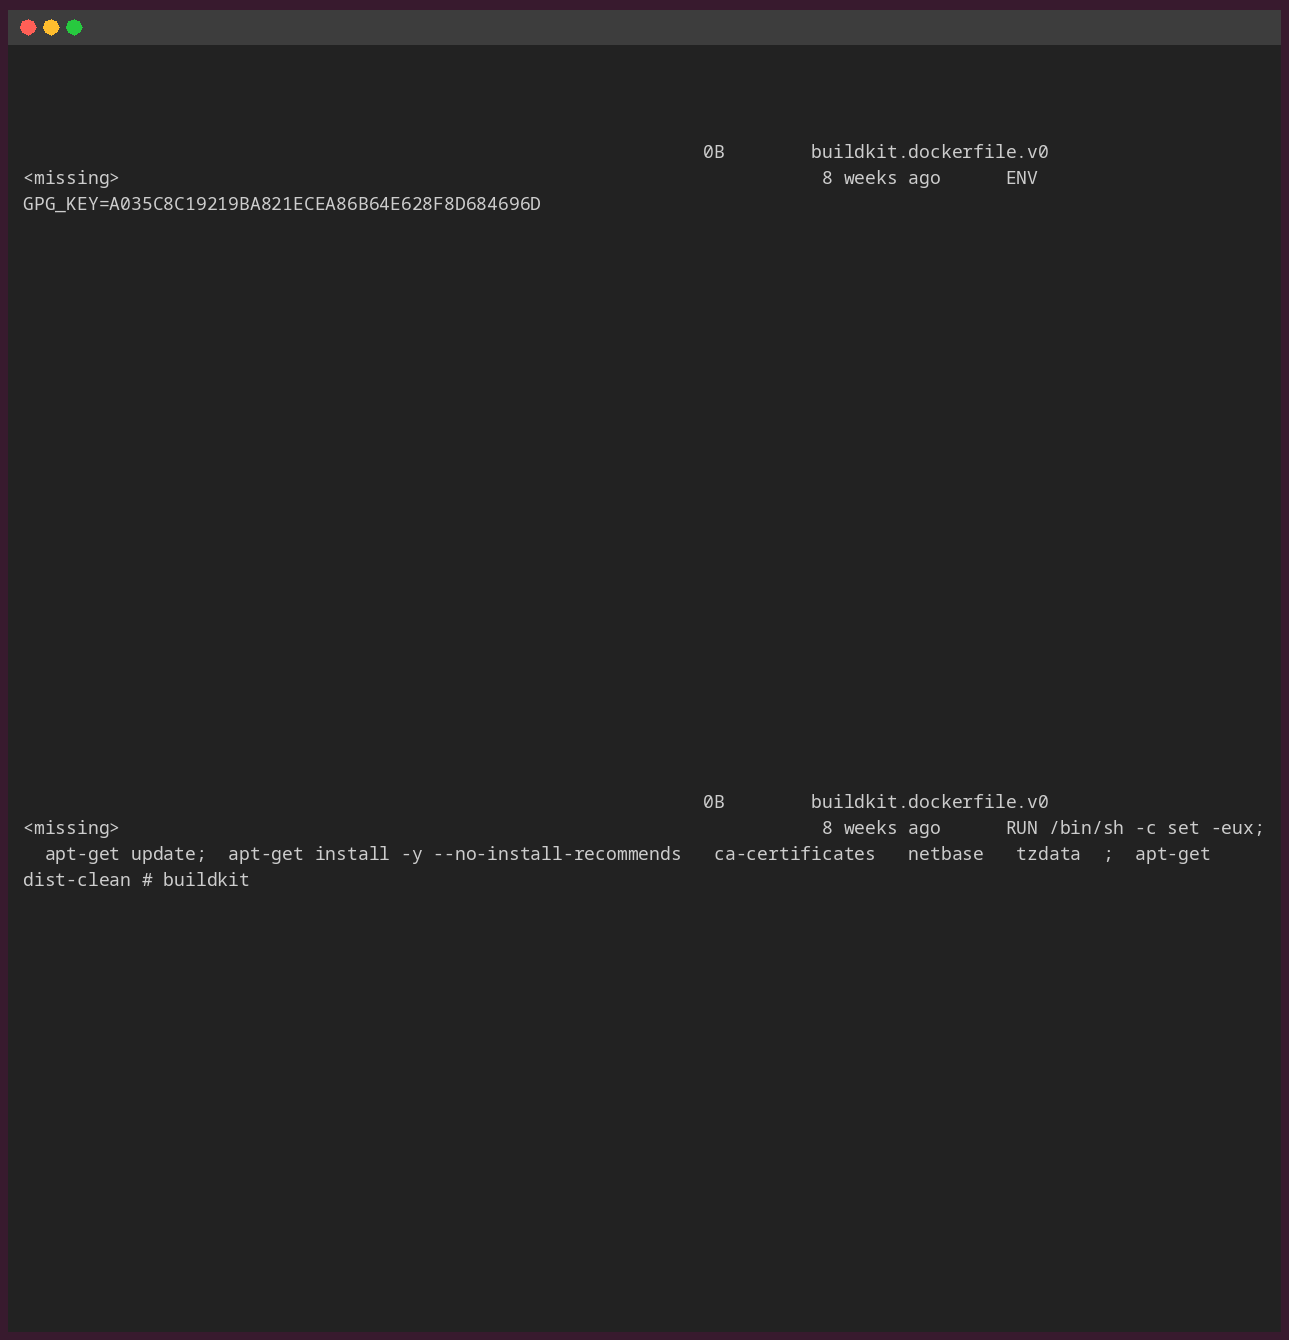 0B        buildkit.dockerfile.v0
<missing>                                                                 8 weeks ago      ENV
GPG_KEY=A035C8C19219BA821ECEA86B64E628F8D684696D
0B        buildkit.dockerfile.v0
<missing>                                                                 8 weeks ago      RUN /bin/sh -c set -eux;
  apt-get update;  apt-get install -y --no-install-recommends   ca-certificates   netbase   tzdata  ;  apt-get
dist-clean # buildkit